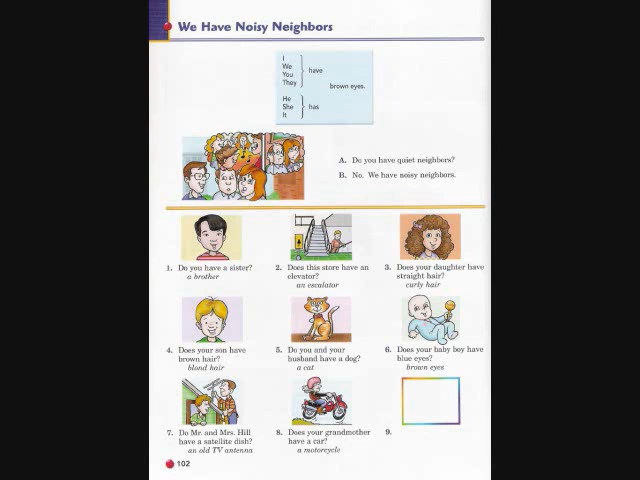 We Have Noisy Neighbors
I
We
You
They
have
brown eyes.
He
She
It
has
A. Do you have quiet neighbors?
B. No. We have noisy neighbors.
1. Do you have a sister?
a brother
2. Does this store have an
elevator?
an escalator
3. Does your daughter have
straight hair?
curly hair
4. Does your son have
brown hair?
blond hair
5. Do you and your
husband have a dog?
a cat
6. Does your baby boy have
blue eyes?
brown eyes
7. Do Mr. and Mrs. Hill
have a satellite dish?
an old TV antenna
8. Does your grandmother
have a car?
a motorcycle
9.
102